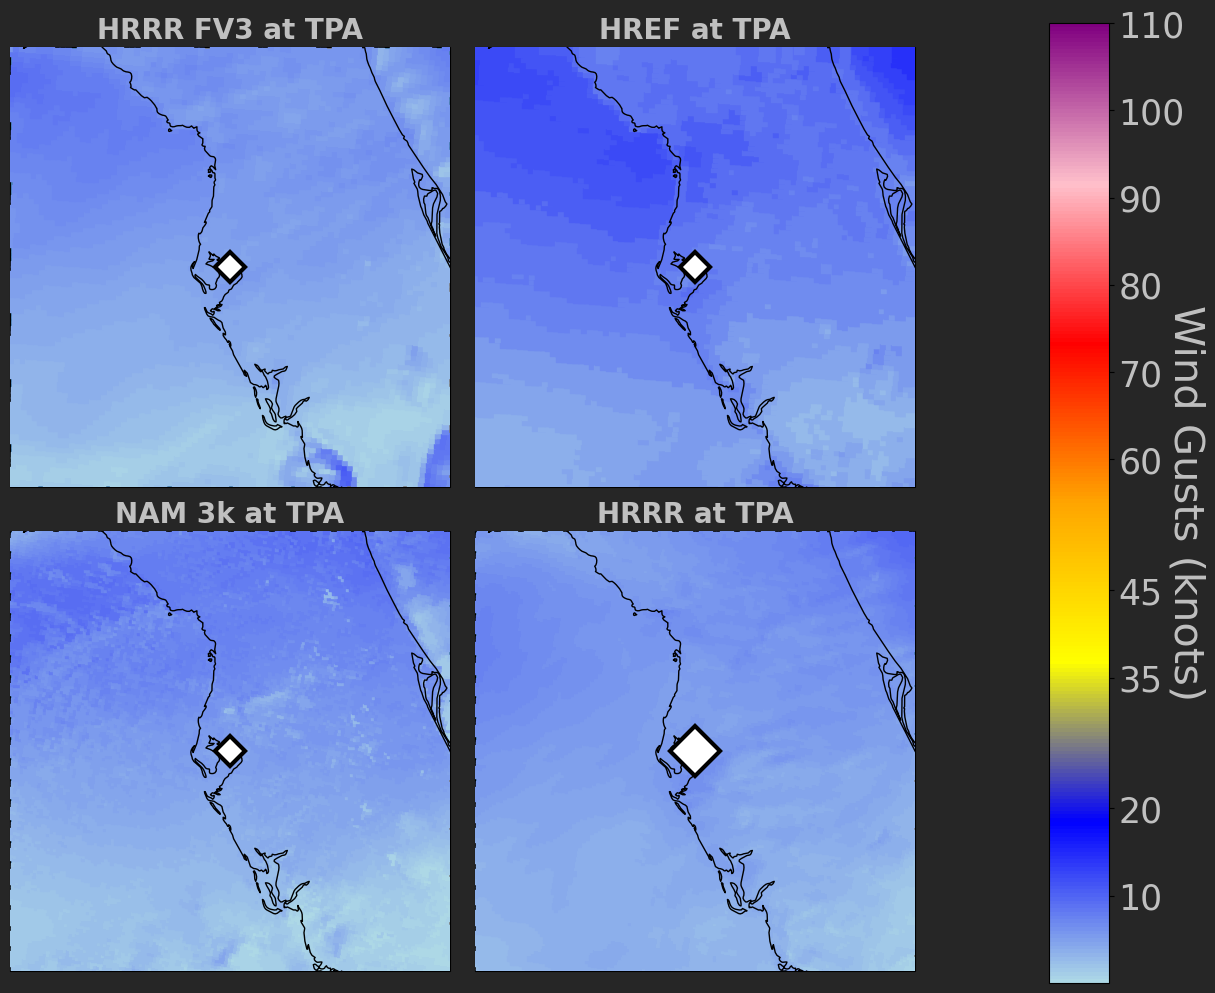 HRRR FV3 at TPA
HREF at TPA
NAM 3k at TPA
HRRR at TPA
110
100
90
80
70
60
45
35
20
10
Wind Gusts (knots)